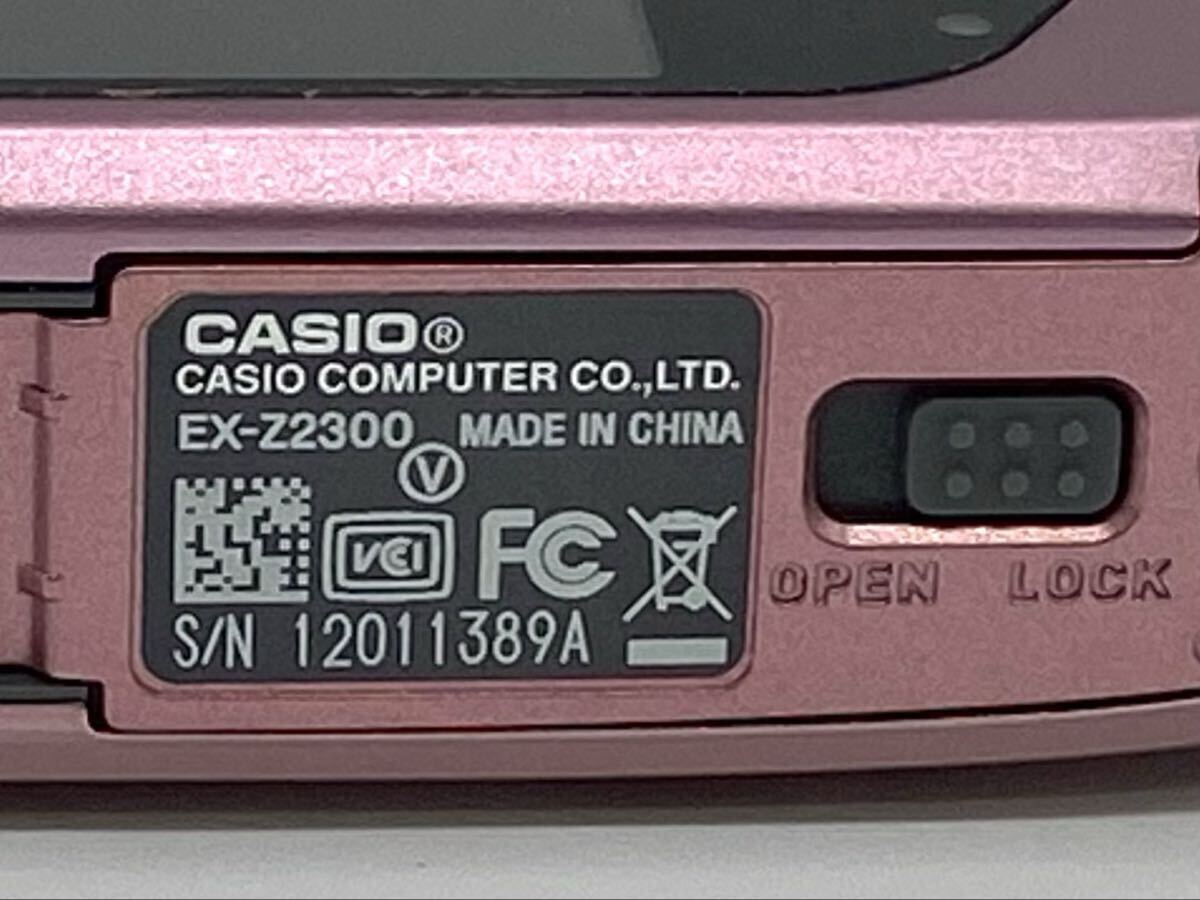 CASIO®
CASIO COMPUTER CO.,LTD.
EX-Z2300 MADE IN CHINA
V
VCI FC
S/N 12011389A
OPEN LOCK